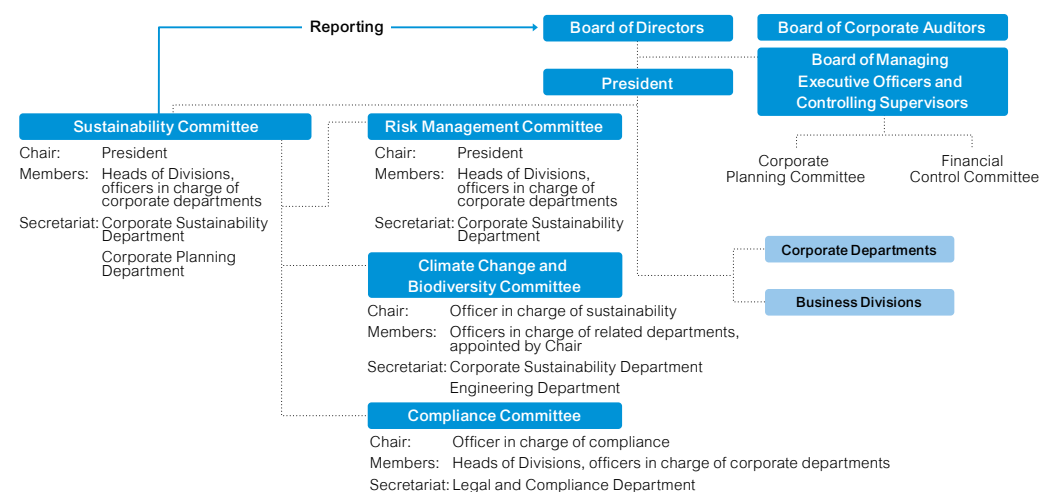 Reporting
Board of Directors
Board of Corporate Auditors
Board of Managing
Executive Officers and
Controlling Supervisors
President
Corporate
Planning Committee
Financial
Control Committee
Sustainability Committee
Chair: President
Members: Heads of Divisions,
officers in charge of
corporate departments
Secretariat: Corporate Sustainability
Department
Corporate Planning
Department
Risk Management Committee
Chair: President
Members: Heads of Divisions,
officers in charge of
corporate departments
Secretariat: Corporate Sustainability
Department
Corporate Departments
Business Divisions
Climate Change and
Biodiversity Committee
Chair: Officer in charge of sustainability
Members: Officers in charge of related departments,
appointed by Chair
Secretariat: Corporate Sustainability Department
Engineering Department
Compliance Committee
Chair: Officer in charge of compliance
Members: Heads of Divisions, officers in charge of corporate departments
Secretariat: Legal and Compliance Department